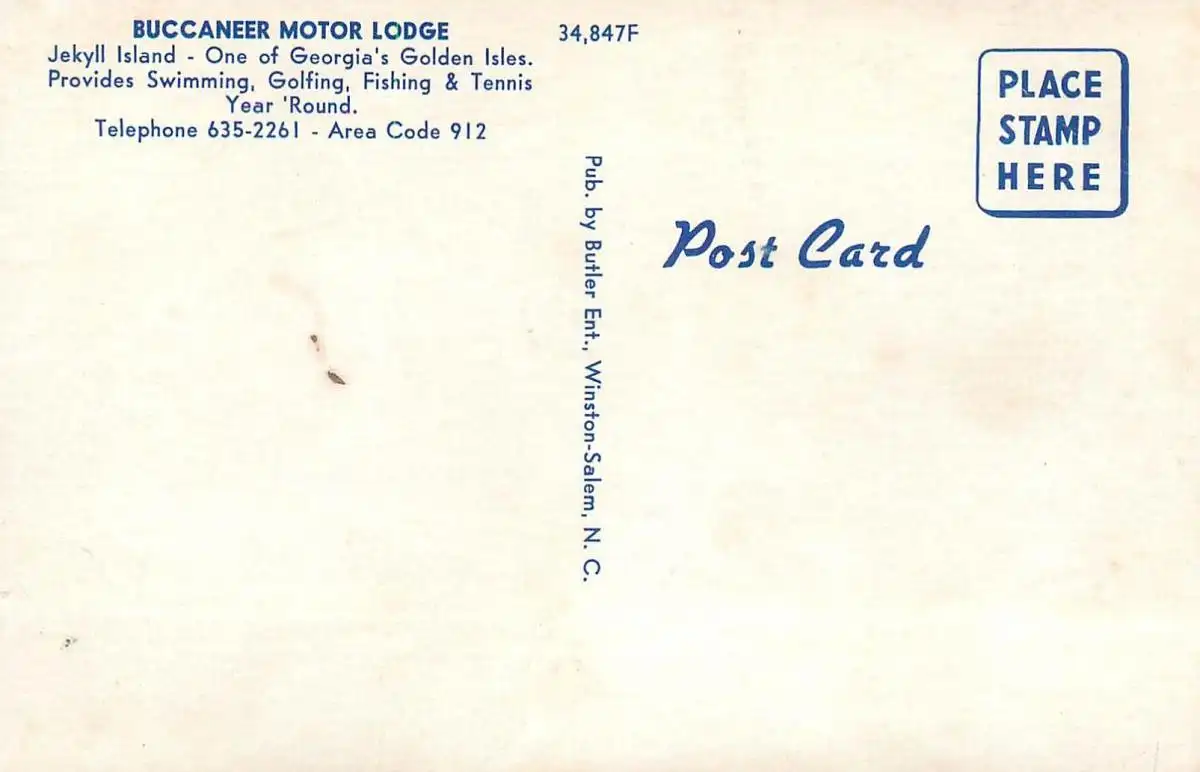 BUCCANEER MOTOR LODGE
Jekyll Island - One of Georgia's Golden Isles.
Provides Swimming, Golfing, Fishing & Tennis
Year 'Round.
Telephone 635-2261 - Area Code 912
34,847F
Pub. by Butler Ent., Winston-Salem, N. C.
Post Card
PLACE
STAMP
HERE